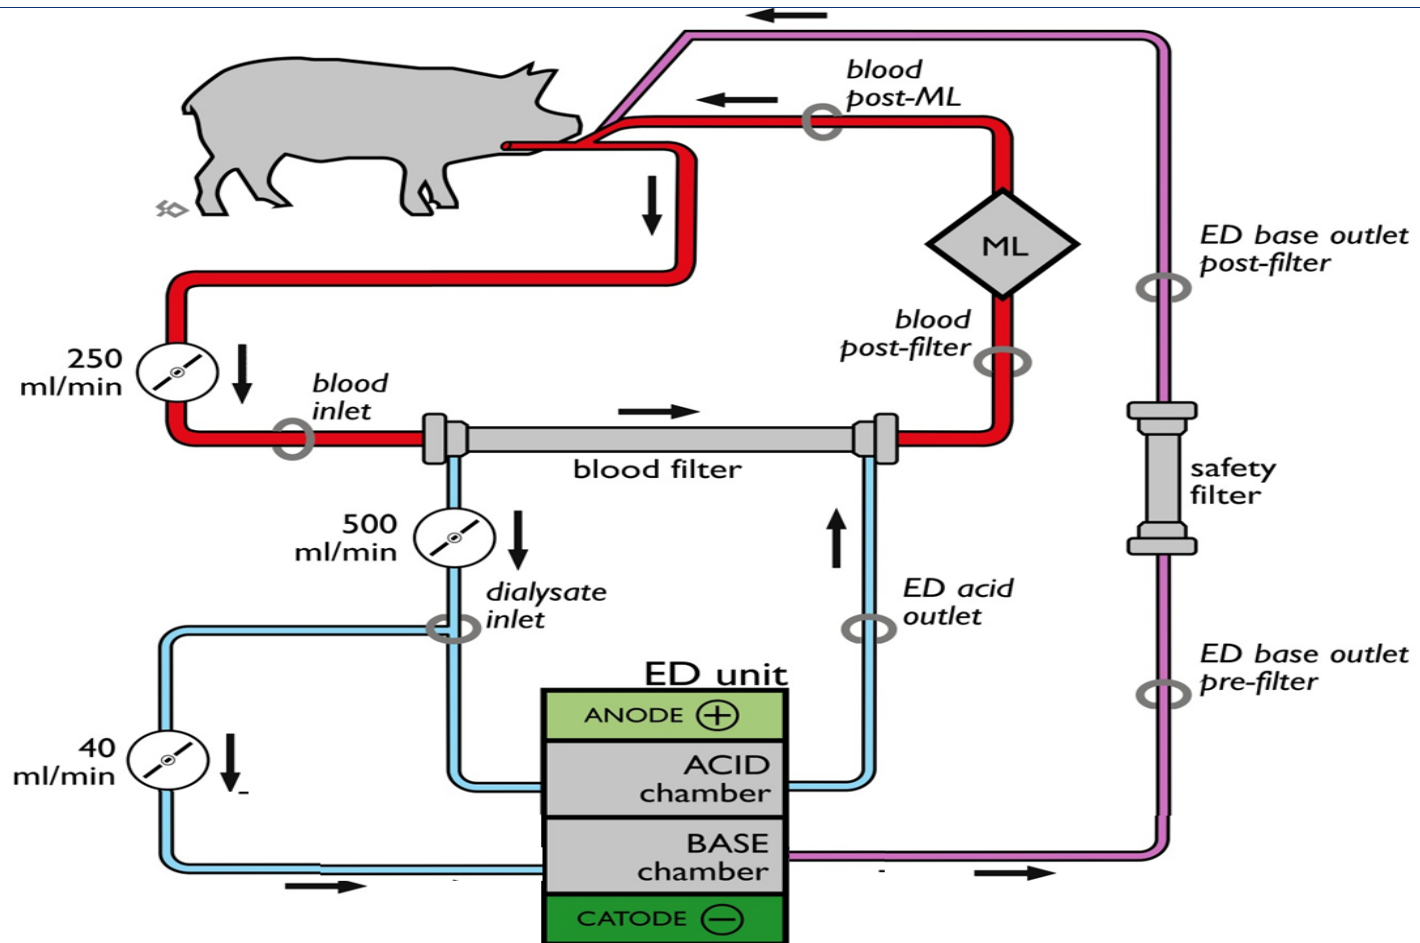 blood
post-ML
ML
ED base outlet
post-filter
blood
post-filter
250
ml/min
blood
inlet
blood filter
safety
filter
500
ml/min
dialysate
inlet
ED acid
outlet
ED base outlet
pre-filter
ED unit
ANODE +
ACID
chamber
40
ml/min
BASE
chamber
CATODE −